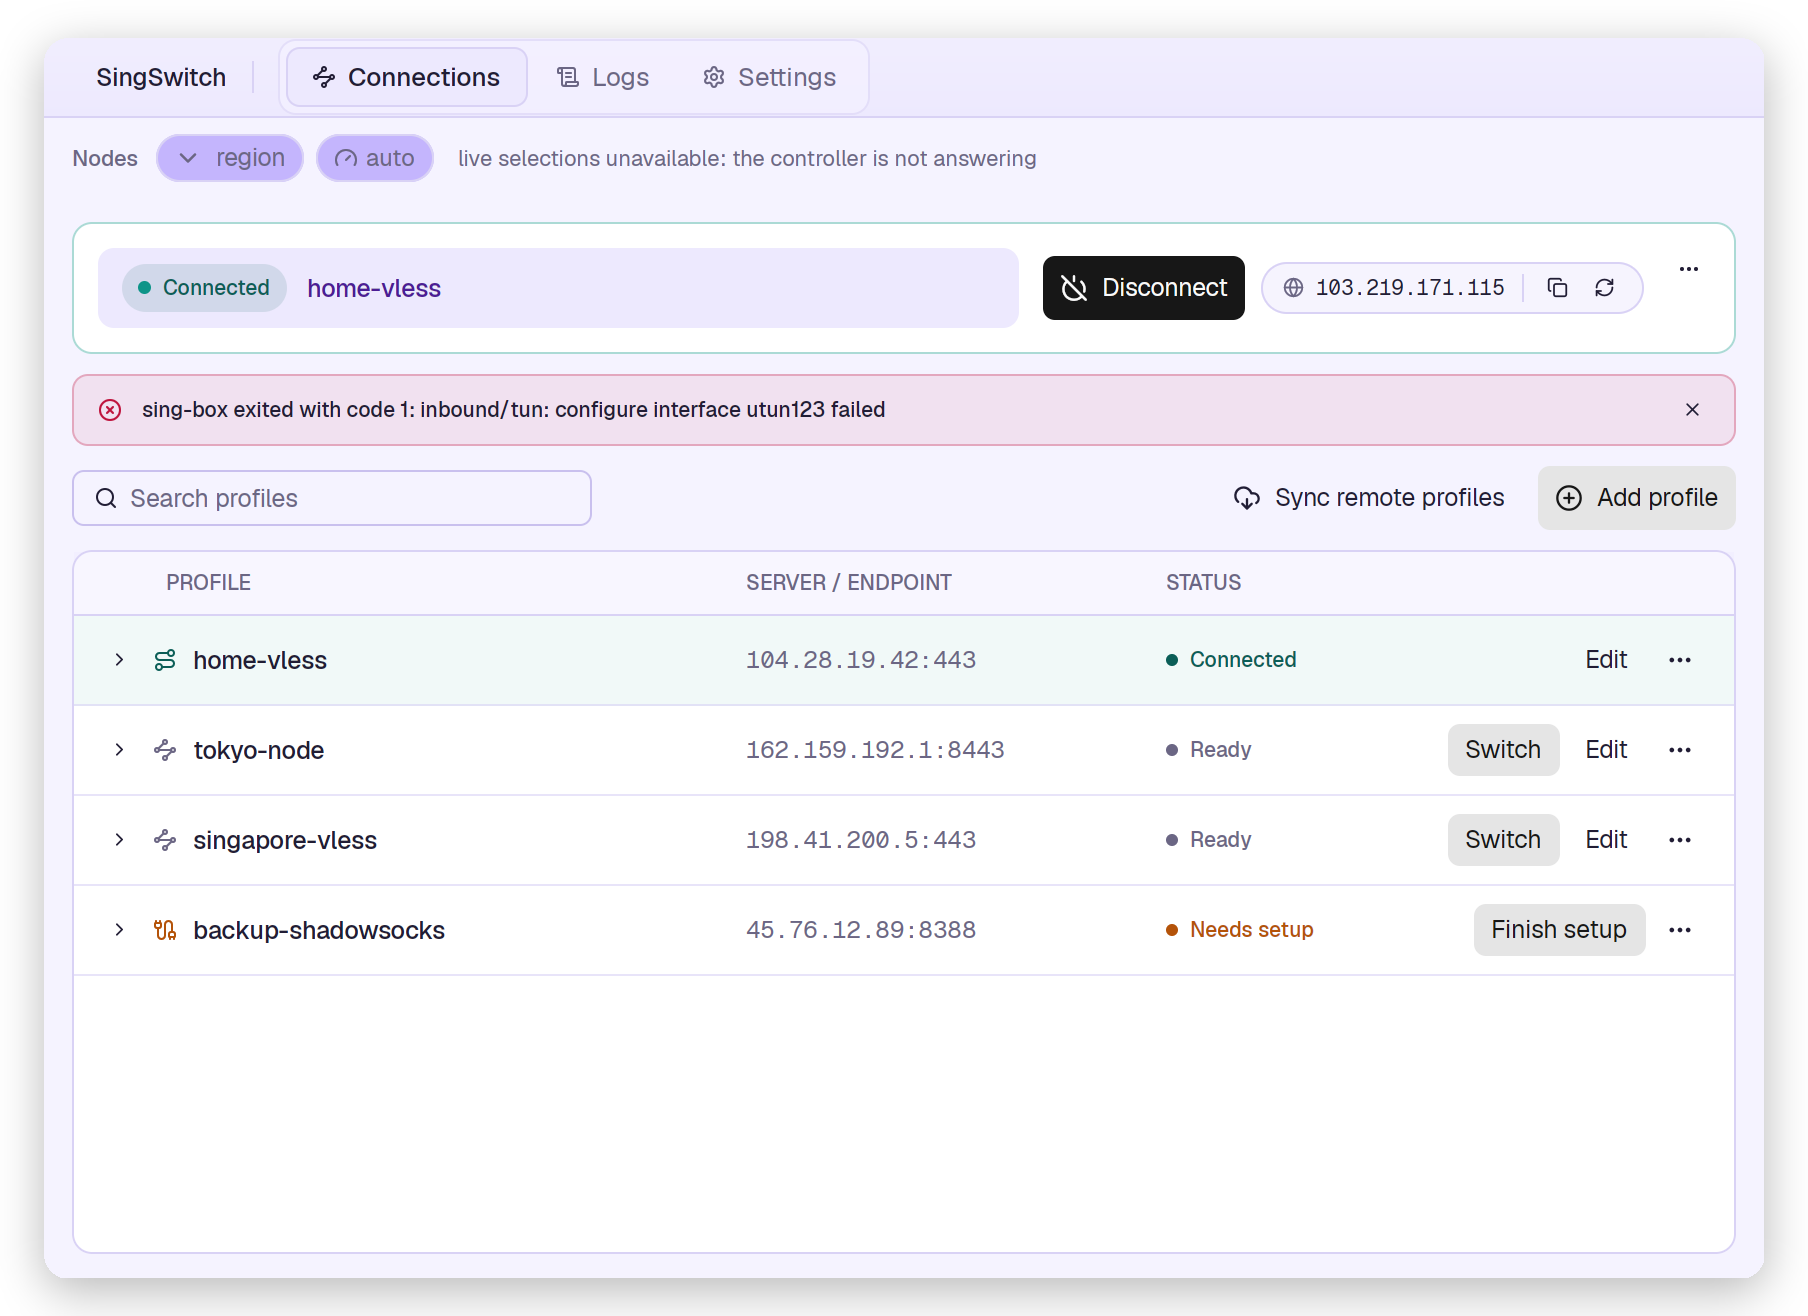 SingSwitch
Connections
Logs
Settings
Nodes
region
auto
live selections unavailable: the controller is not answering
Connected
home-vless
Disconnect
103.219.171.115
sing-box exited with code 1: inbound/tun: configure interface utun123 failed
Search profiles
Sync remote profiles
Add profile
PROFILE
SERVER / ENDPOINT
STATUS
home-vless
104.28.19.42:443
Connected
Edit
tokyo-node
162.159.192.1:8443
Ready
Switch
Edit
singapore-vless
198.41.200.5:443
Ready
Switch
Edit
backup-shadowsocks
45.76.12.89:8388
Needs setup
Finish setup